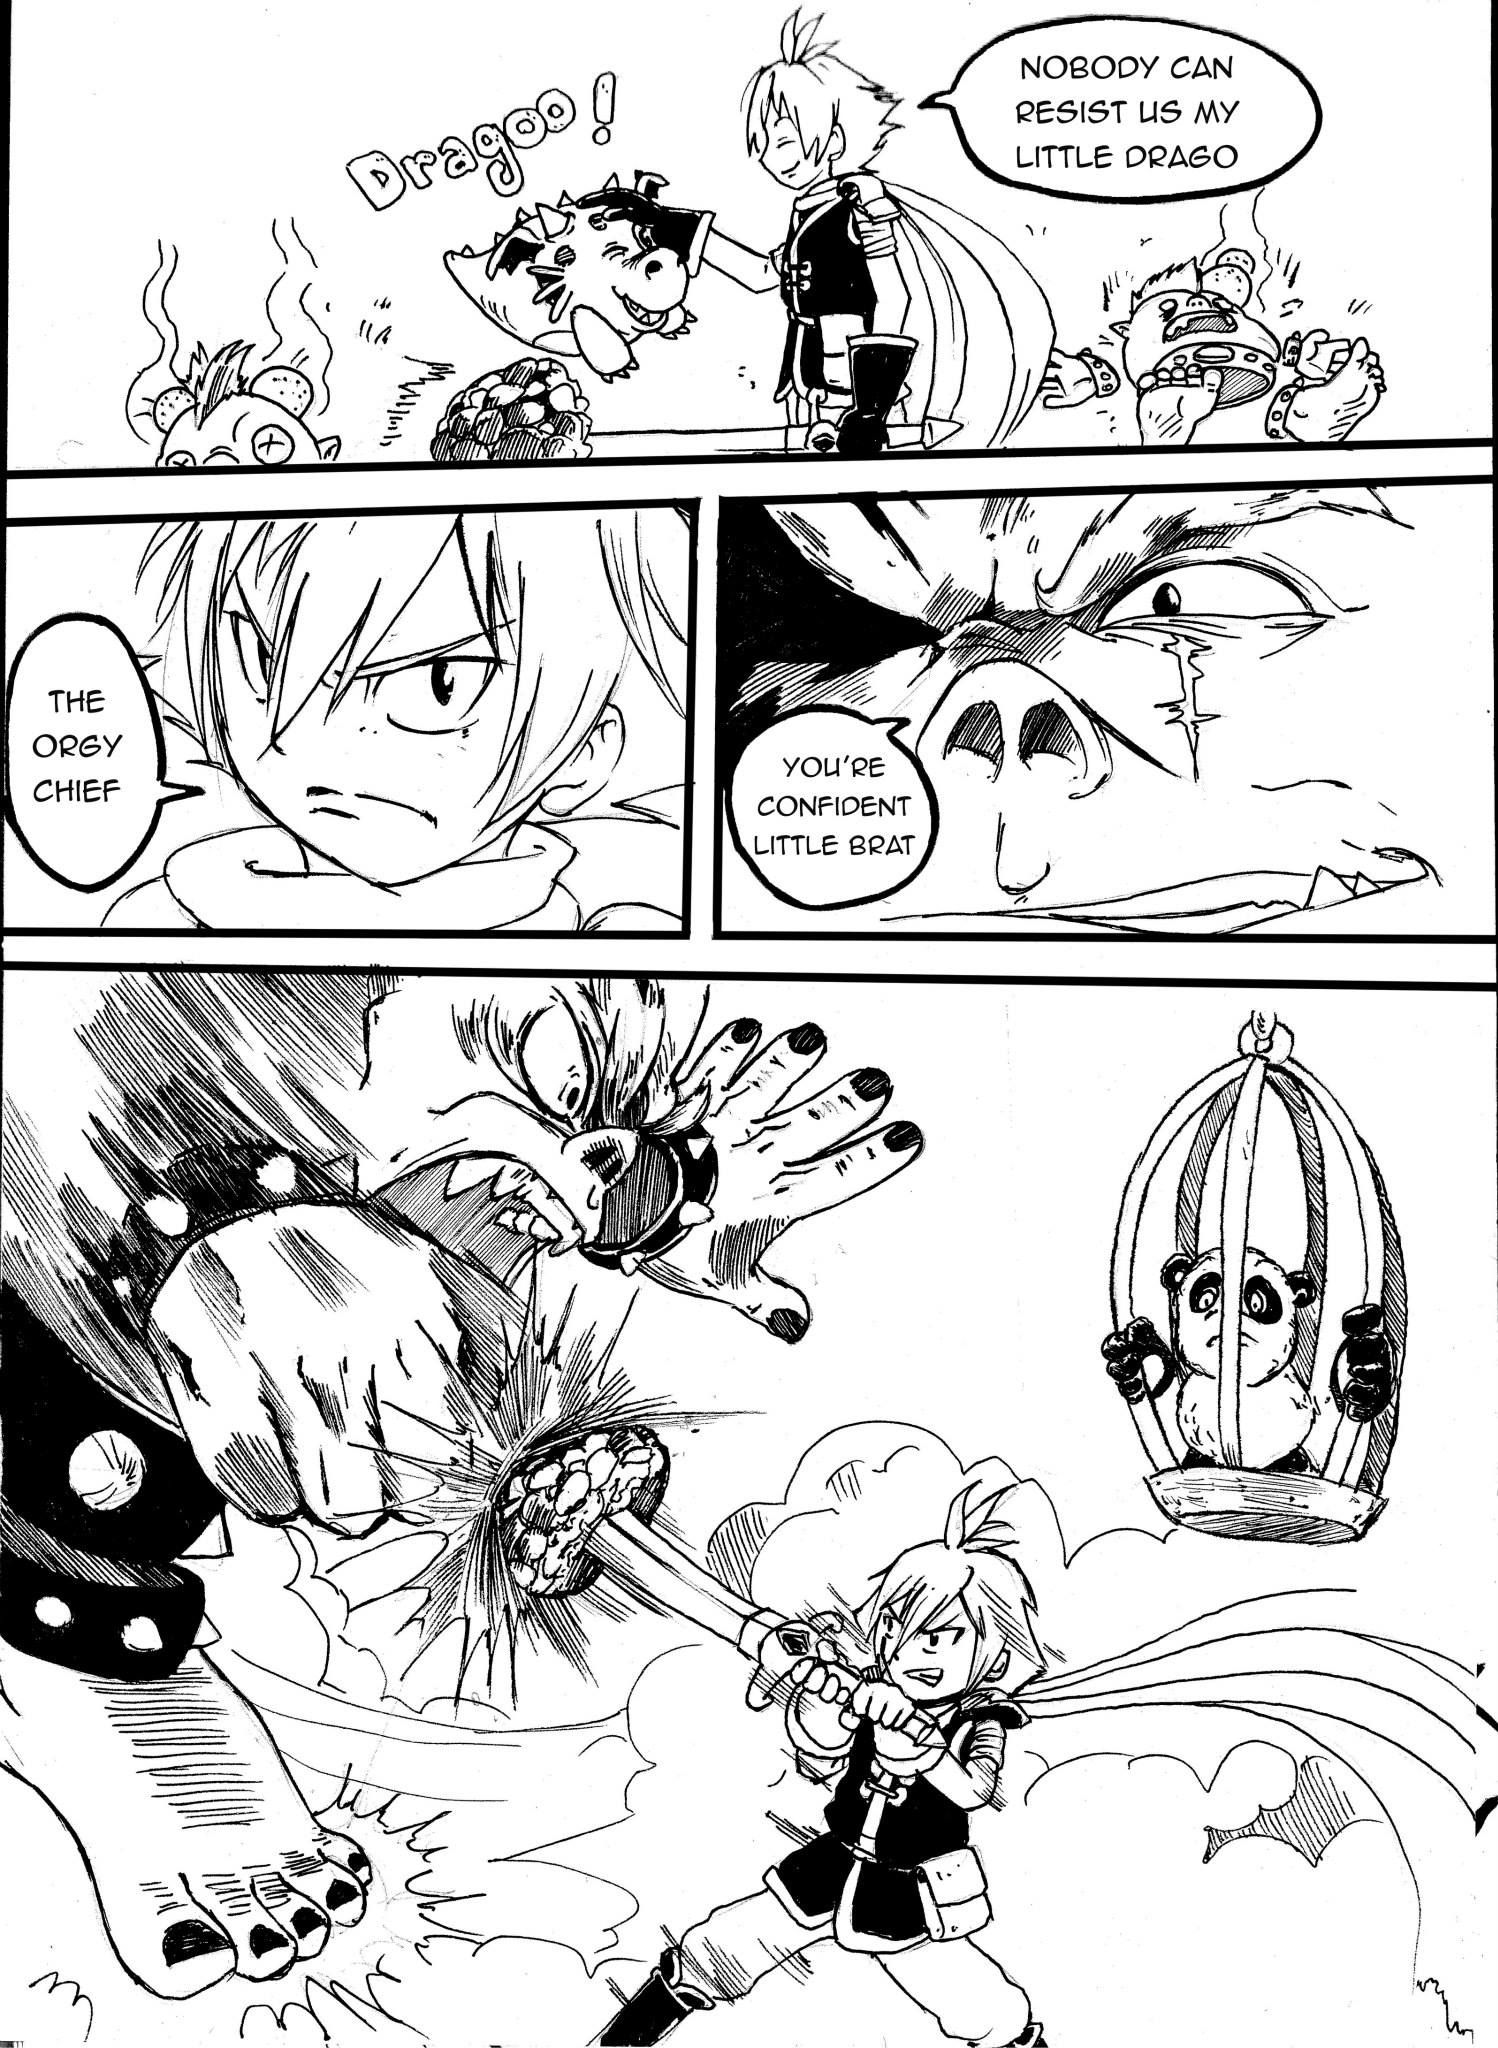 Dragoo!
NOBODY CAN
RESIST US MY
LITTLE DRAGO
THE
ORGY
CHIEF
YOU'RE
CONFIDENT
LITTLE BRAT